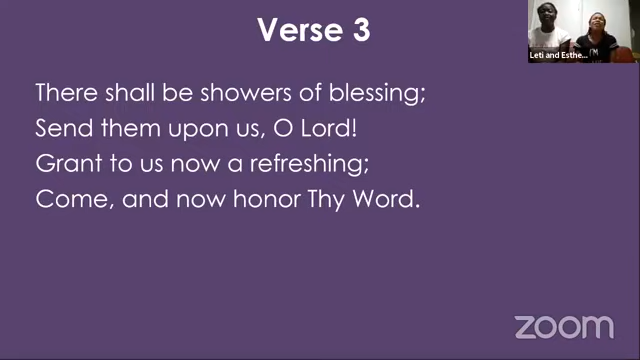 Verse 3
There shall be showers of blessing;
Send them upon us, O Lord!
Grant to us now a refreshing;
Come, and now honor Thy Word.
Leti and Esthe...
I'M
zoom